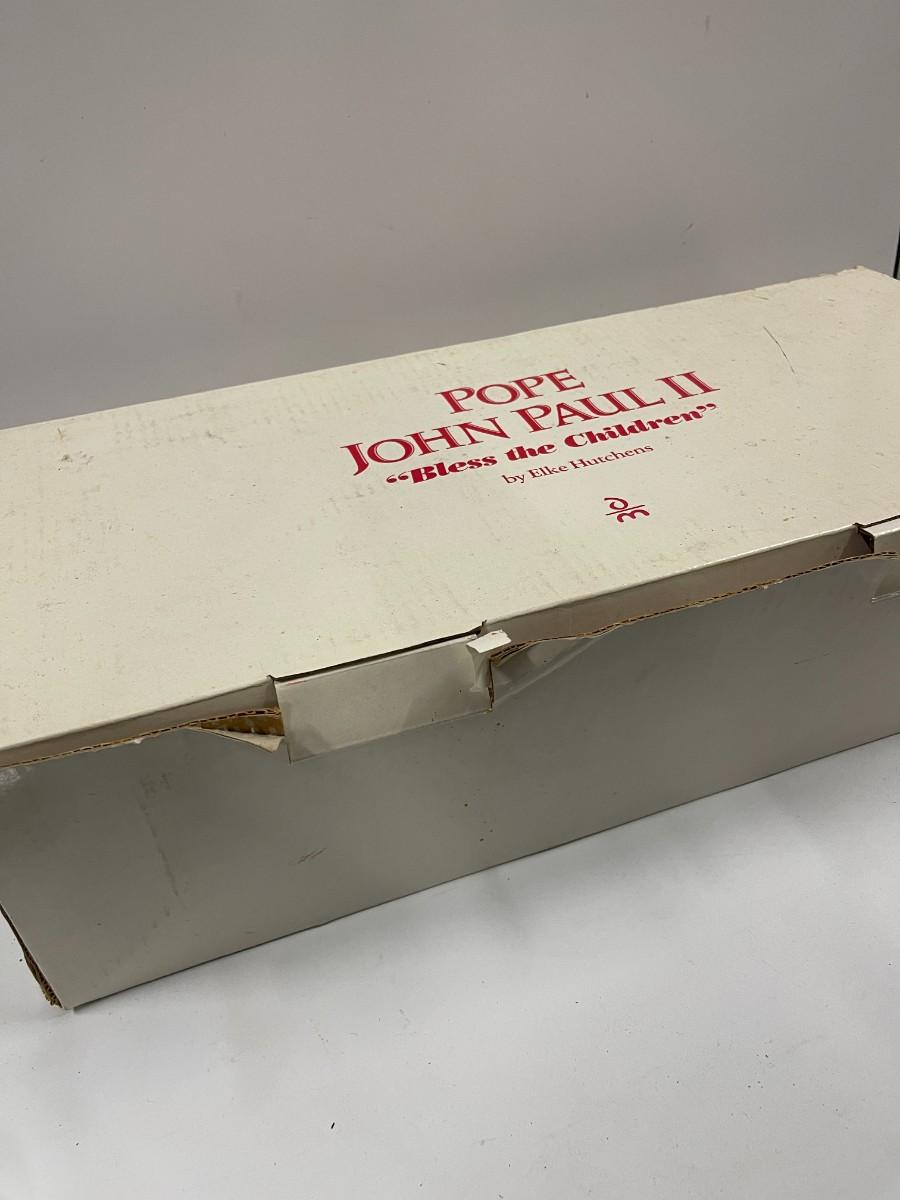 POPE
JOHN PAUL II
“Bless the Children”
by Elke Hutchens